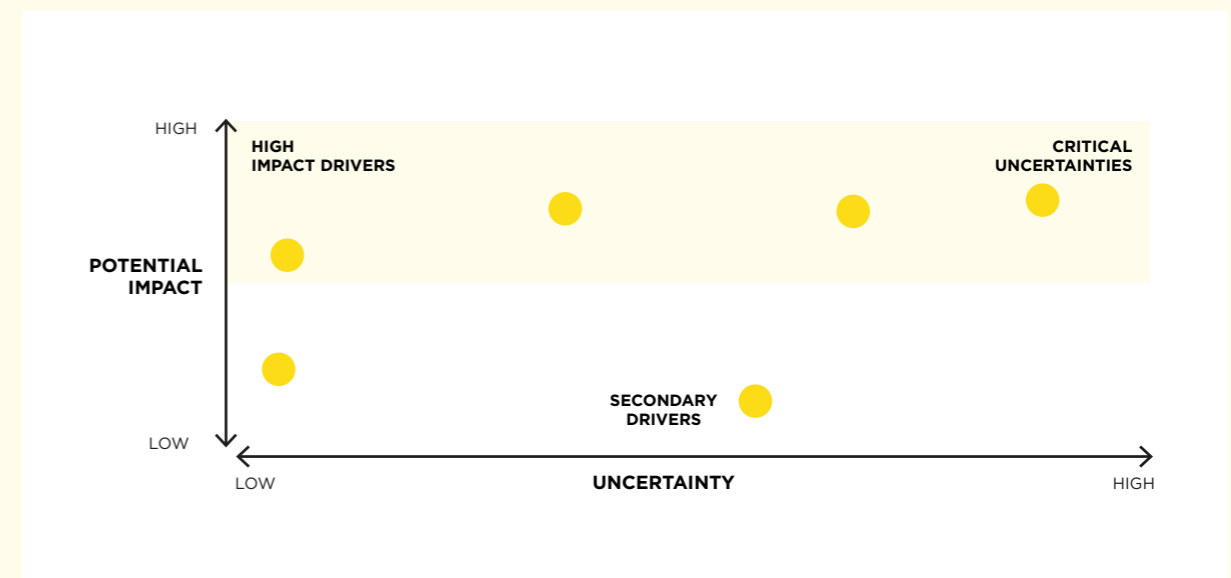 HIGH
HIGH
IMPACT DRIVERS
CRITICAL
UNCERTAINTIES
POTENTIAL
IMPACT
SECONDARY
DRIVERS
LOW
LOW
UNCERTAINTY
HIGH